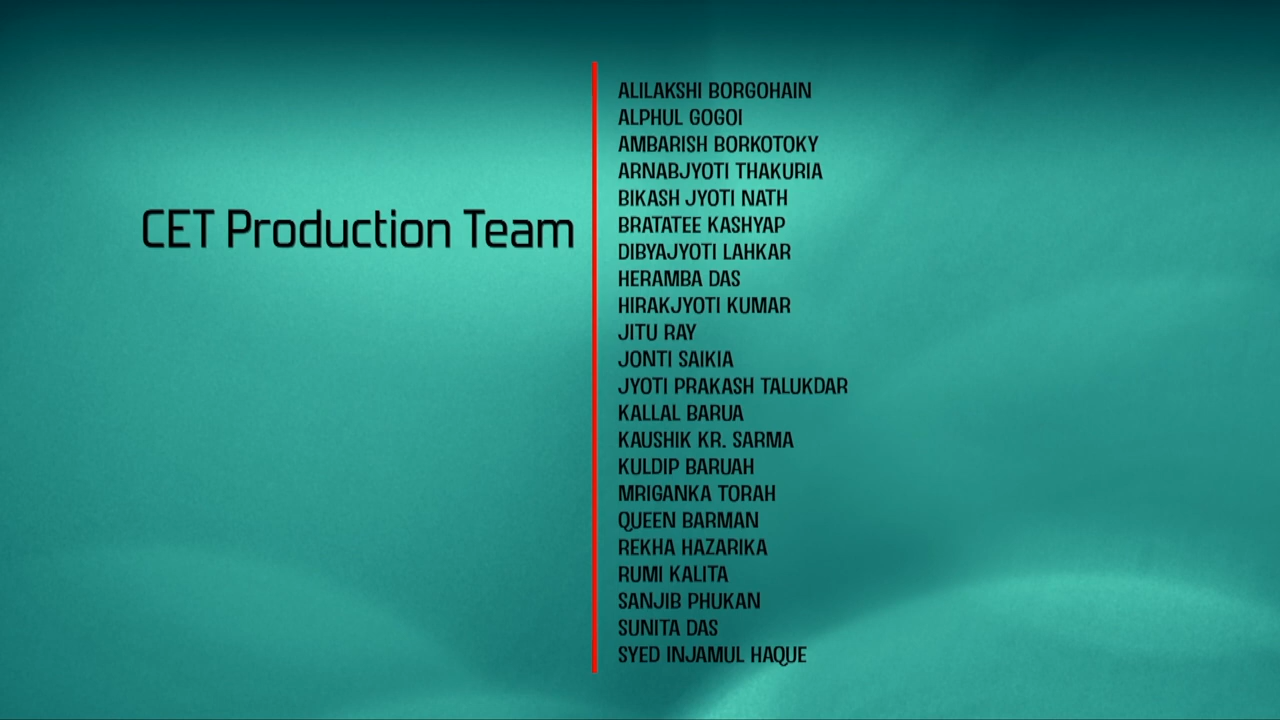 CET Production Team
ALILAKSHI BORGOHAIN
ALPHUL GOGOI
AMBARISH BORKOTOKY
ARNABJYOTI THAKURIA
BIKASH JYOTI NATH
BRATATEE KASHYAP
DIBYAJYOTI LAHKAR
HERAMBA DAS
HIRAKJYOTI KUMAR
JITU RAY
JONTI SAIKIA
JYOTI PRAKASH TALUKDAR
KALLAL BARUA
KAUSHIK KR. SARMA
KULDIP BARUAH
MRIGANKA TORAH
QUEEN BARMAN
REKHA HAZARIKA
RUMI KALITA
SANJIB PHUKAN
SUNITA DAS
SYED INJAMUL HAQUE